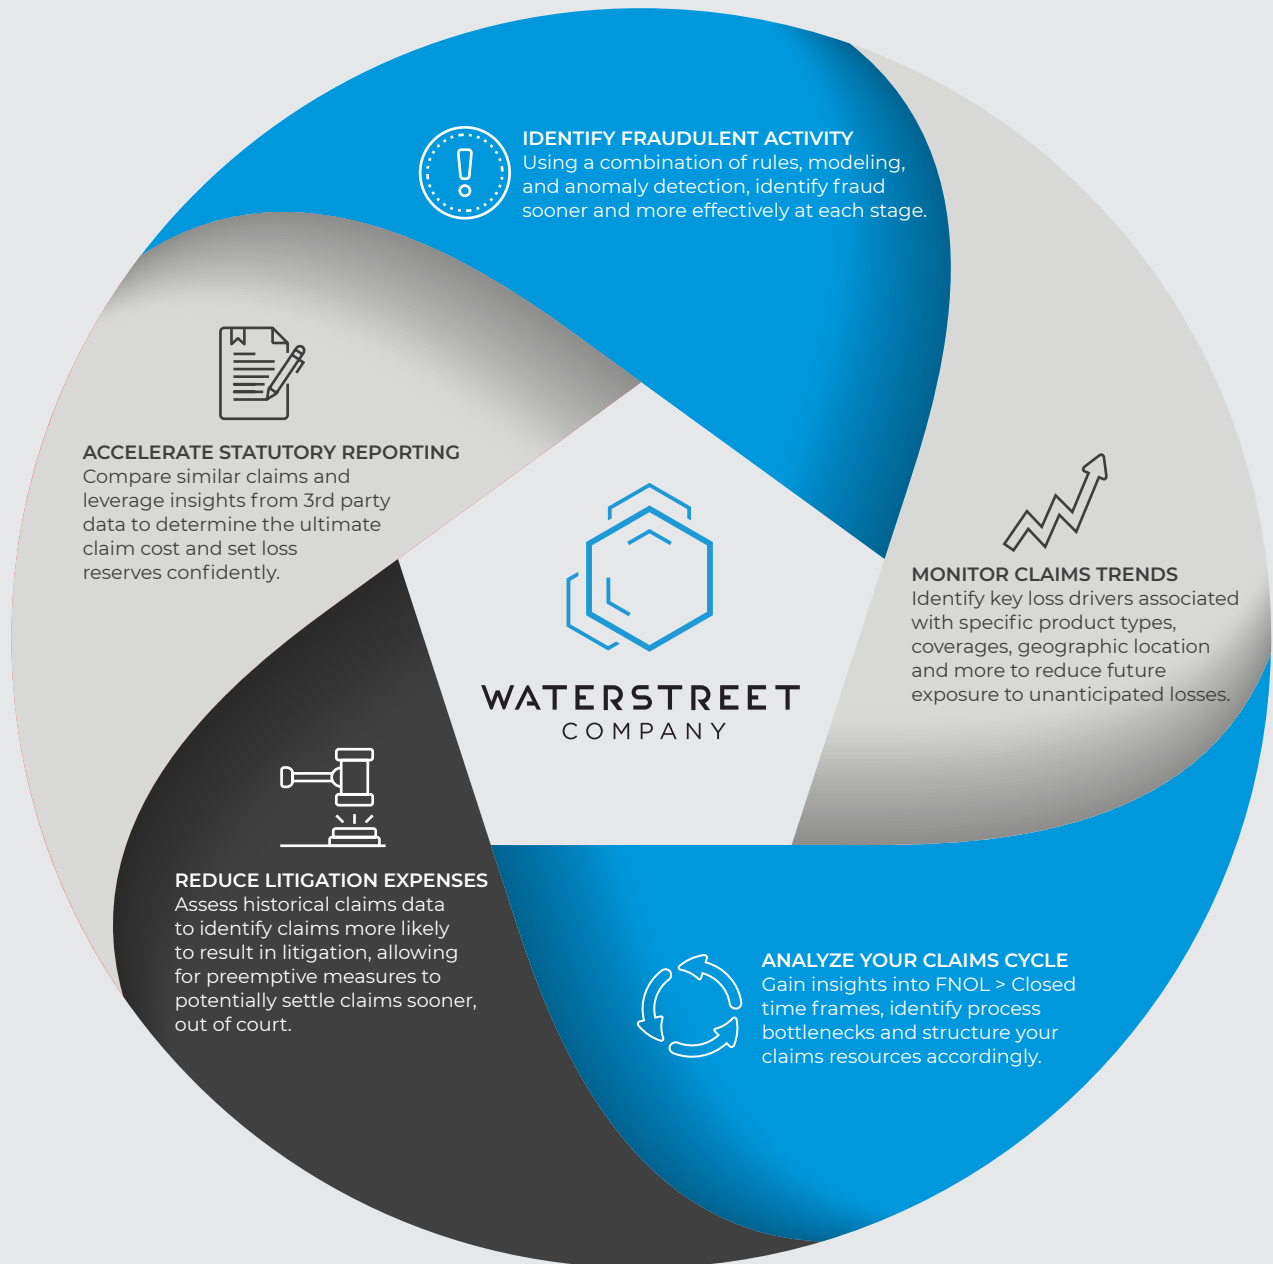 IDENTIFY FRAUDULENT ACTIVITY
Using a combination of rules, modeling,
and anomaly detection, identify fraud
sooner and more effectively at each stage.
ACCELERATE STATUTORY REPORTING
Compare similar claims and
leverage insights from 3rd party
data to determine the ultimate
claim cost and set loss
reserves confidently.
MONITOR CLAIMS TRENDS
Identify key loss drivers associated
with specific product types,
coverages, geographic location
and more to reduce future
exposure to unanticipated losses.
WATERSTREET
COMPANY
REDUCE LITIGATION EXPENSES
Assess historical claims data
to identify claims more likely
to result in litigation, allowing
for preemptive measures to
potentially settle claims sooner,
out of court.
ANALYZE YOUR CLAIMS CYCLE
Gain insights into FNOL > Closed
time frames, identify process
bottlenecks and structure your
claims resources accordingly.